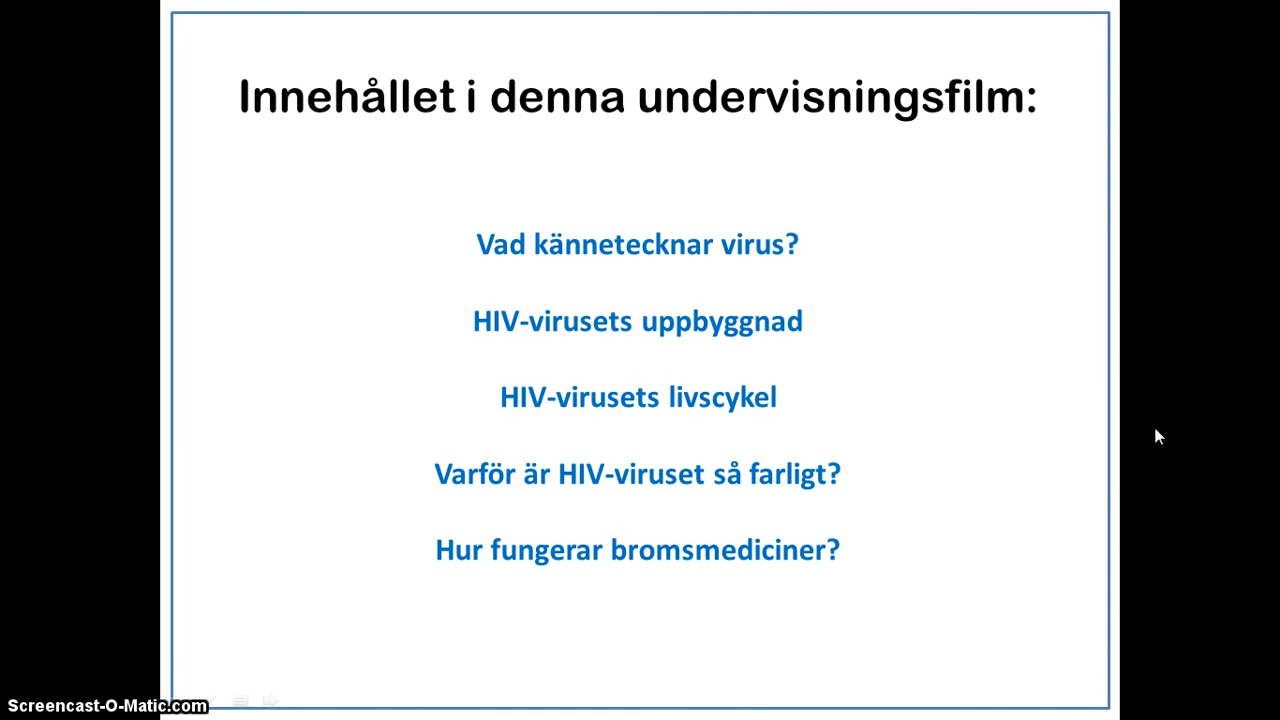 Innehållet i denna undervisningsfilm:
Vad kännetecknar virus?
HIV-virusets uppbyggnad
HIV-virusets livscykel
Varför är HIV-viruset så farligt?
Hur fungerar bromsmediciner?
Screencast-O-Matic.com